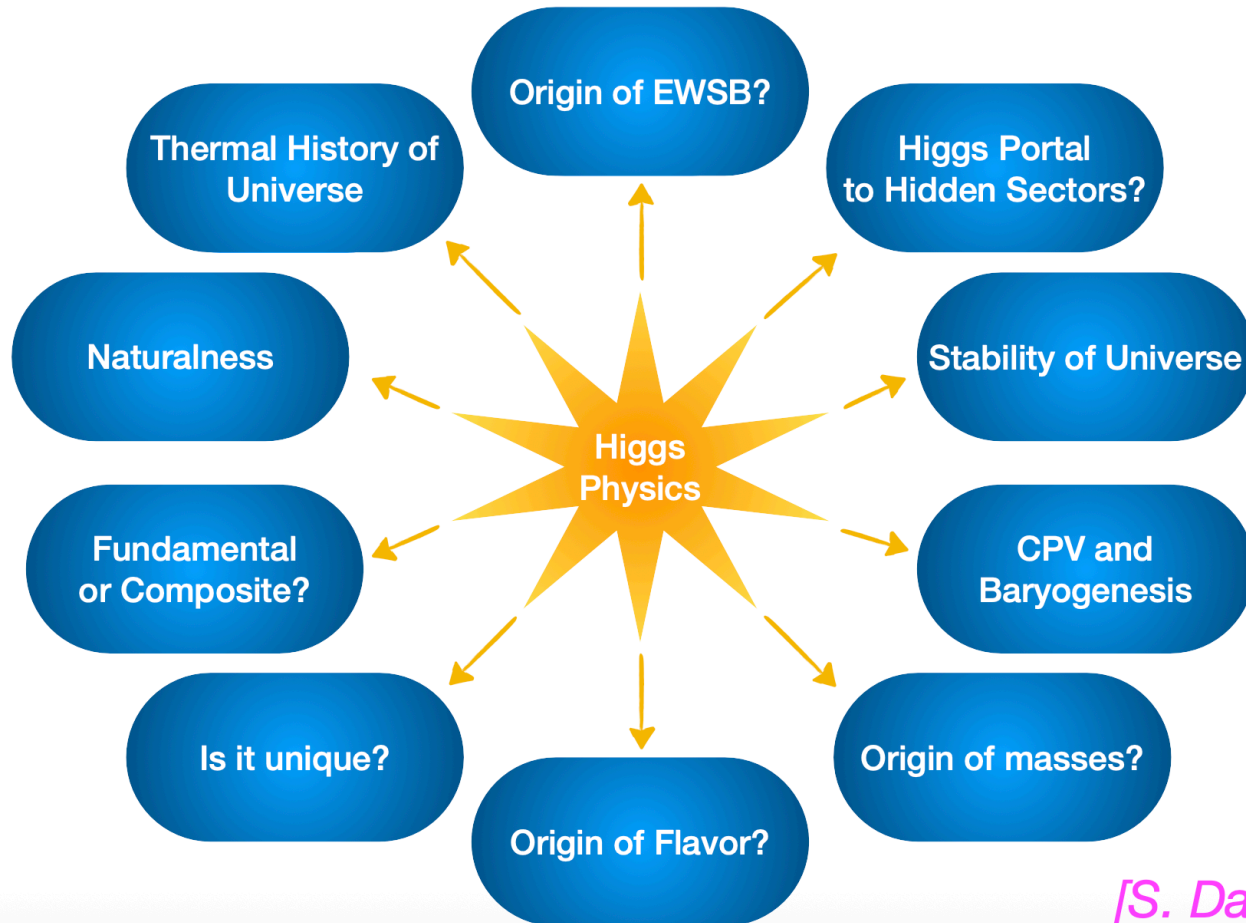 Origin of EWSB?
Thermal History of
Universe
Higgs Portal
to Hidden Sectors?
Naturalness
Stability of Universe
Higgs
Physics
Fundamental
or Composite?
CPV and
Baryogenesis
Is it unique?
Origin of masses?
Origin of Flavor?
[S. Da